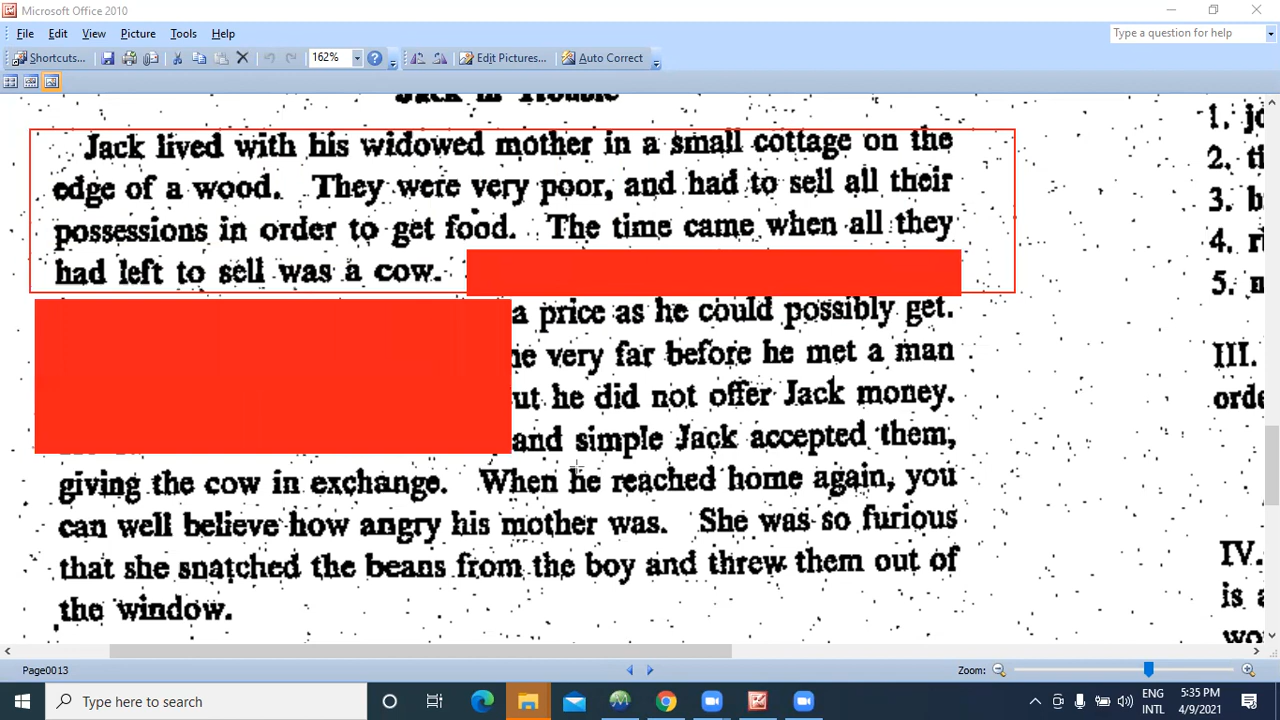 Microsoft Office 2010
File Edit View Picture Tools Help
Type a question for help
Shortcuts... 162% Edit Pictures... Auto Correct
Jack in Trouble
Jack lived with his widowed mother in a small cottage on the
edge of a wood. They were very poor, and had to sell all their
possessions in order to get food. The time came when all they
had left to sell was a cow.
a price as he could possibly get.
very far before he met a man
he did not offer Jack money.
and simple Jack accepted them,
giving the cow in exchange. When he reached home again, you
can well believe how angry his mother was. She was so furious
that she snatched the beans from the boy and threw them out of
the window.
1.
2.
3.
4.
5.
III.
IV.
is
Page0013
Zoom:
Type here to search
ENG
INTL
5:35 PM
4/9/2021